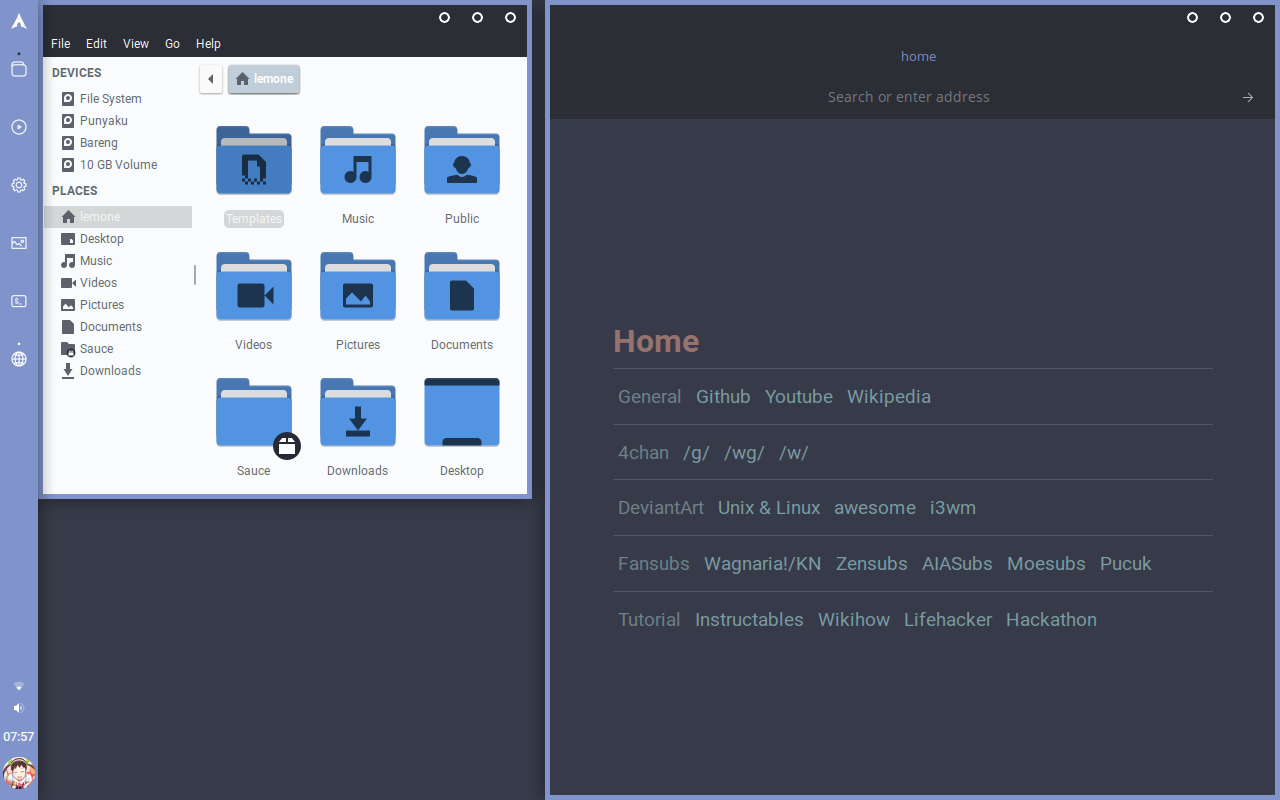 File Edit View Go Help
DEVICES
File System
Punyaku
Bareng
10 GB Volume
PLACES
lemone
Desktop
Music
Videos
Pictures
Documents
Sauce
Downloads
lemone
Templates Music Public
Videos Pictures Documents
Sauce Downloads Desktop
07:57
home
Search or enter address
Home
General Github Youtube Wikipedia
4chan /g/ /wg/ /w/
DeviantArt Unix & Linux awesome i3wm
Fansubs Wagnaria!/KN Zensubs AIASubs Moesubs Pucuk
Tutorial Instructables Wikihow Lifehacker Hackathon